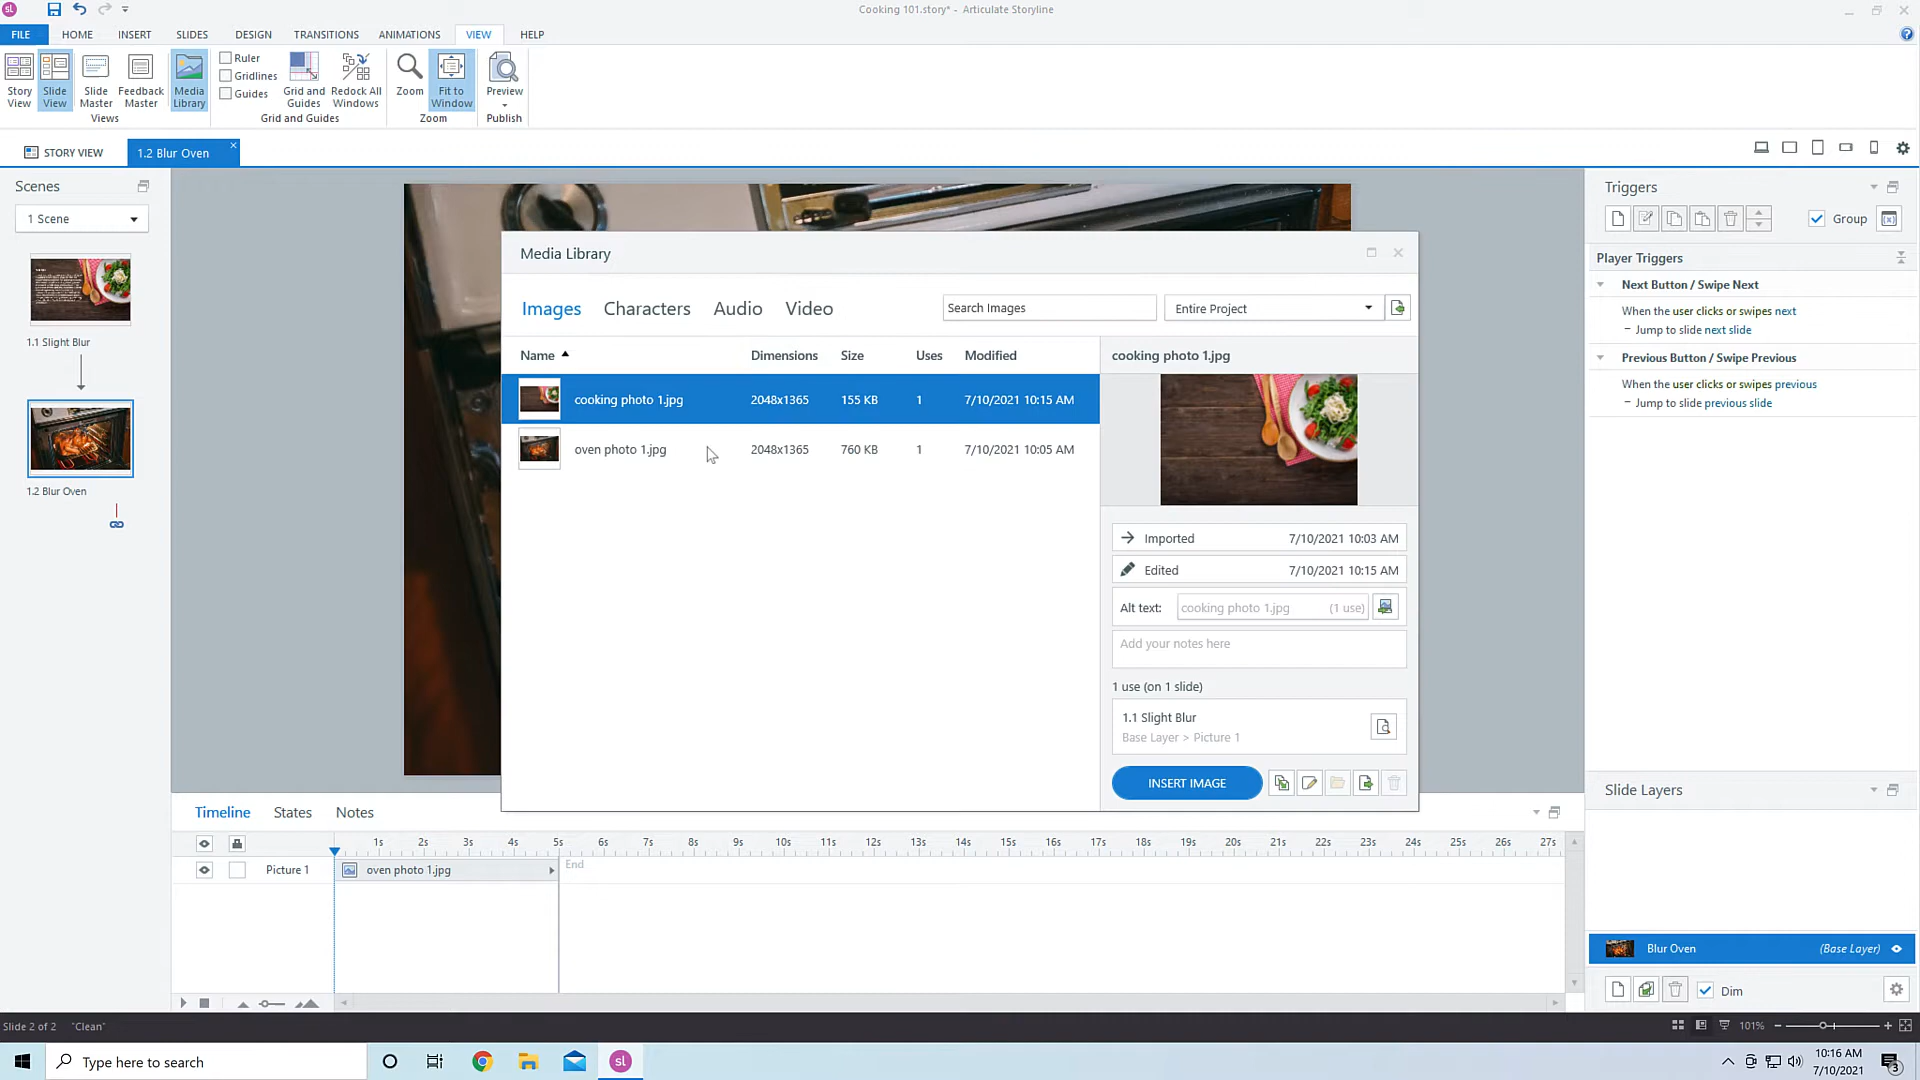 sl
Cooking 101.story* - Articulate Storyline
FILE HOME INSERT SLIDES DESIGN TRANSITIONS ANIMATIONS VIEW HELP
Story View
Slide View
Slide Master
Feedback Master
Media Library
Views
Ruler
Gridlines
Guides
Grid and Guides
Redock All Windows
Grid and Guides
Zoom
Fit to Window
Zoom
Preview
Publish
STORY VIEW
1.2 Blur Oven
Scenes
1 Scene
1.1 Slight Blur
1.2 Blur Oven
Media Library
Images Characters Audio Video
Search Images
Entire Project
Name Dimensions Size Uses Modified
cooking photo 1.jpg 2048x1365 155 KB 1 7/10/2021 10:15 AM
oven photo 1.jpg 2048x1365 760 KB 1 7/10/2021 10:05 AM
cooking photo 1.jpg
Imported 7/10/2021 10:03 AM
Edited 7/10/2021 10:15 AM
Alt text: cooking photo 1.jpg (1 use)
Add your notes here
1 use (on 1 slide)
1.1 Slight Blur
Base Layer > Picture 1
INSERT IMAGE
Triggers
Group
Player Triggers
Next Button / Swipe Next
When the user clicks or swipes next
Jump to slide next slide
Previous Button / Swipe Previous
When the user clicks or swipes previous
Jump to slide previous slide
Timeline States Notes
1s 2s 3s 4s 5s 6s 7s 8s 9s 10s 11s 12s 13s 14s 15s 16s 17s 18s 19s 20s 21s 22s 23s 24s 25s 26s 27s
Picture 1
oven photo 1.jpg
End
Slide Layers
Blur Oven (Base Layer)
Dim
Slide 2 of 2 "Clean"
101%
Type here to search
sl
10:16 AM
7/10/2021
3